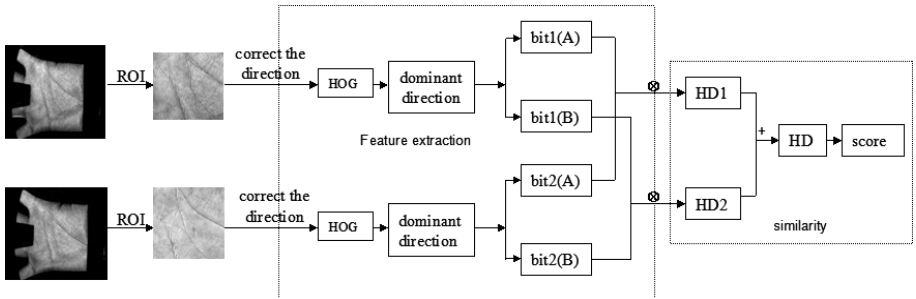 ROI
correct the
direction
HOG
dominant
direction
bit1(A)
bit1(B)
Feature extraction
ROI
correct the
direction
HOG
dominant
direction
bit2(A)
bit2(B)
HD1
HD2
+
HD
score
similarity